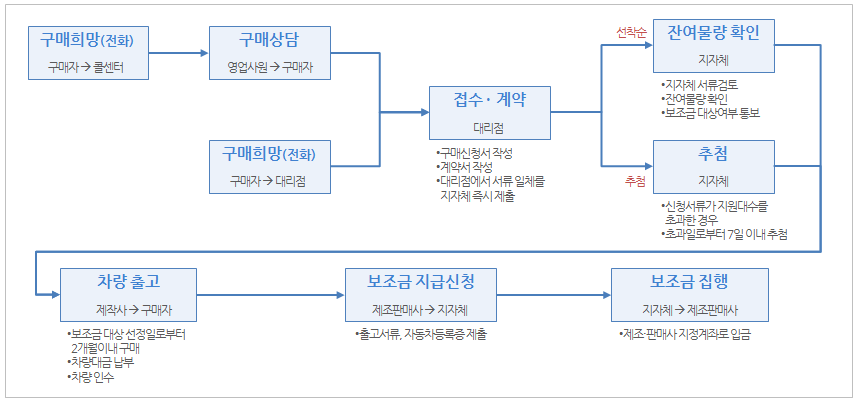 구매희망(전화)
구매자 → 콜센터
구매상담
영업사원 → 구매자
구매희망(전화)
구매자 → 대리점
접수 · 계약
대리점
•구매신청서 작성
•계약서 작성
•대리점에서 서류 일체를
지자체 즉시 제출
선착순
잔여물량 확인
지자체
•지자체 서류검토
•잔여물량 확인
•보조금 대상여부 통보
추첨
추첨
지자체
•신청서류가 지원대수를
초과한 경우
•초과일로부터 7일 이내 추첨
차량 출고
제작사 → 구매자
•보조금 대상 선정일로부터
2개월이내 구매
•차량대금 납부
•차량 인수
보조금 지급신청
제조판매사 → 지자체
•출고서류, 자동차등록증 제출
보조금 집행
지자체 → 제조판매사
•제조·판매사 지정계좌로 입금